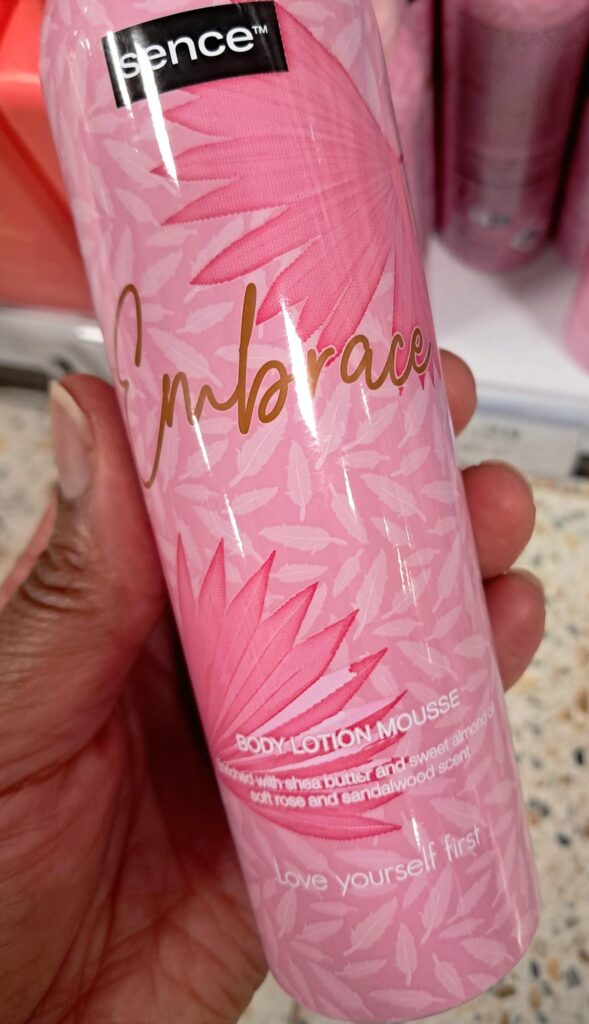 sence™
Embrace
BODY LOTION MOUSSE
with shea butter and sweet almond oil
soft rose and sandalwood scent
Love yourself first